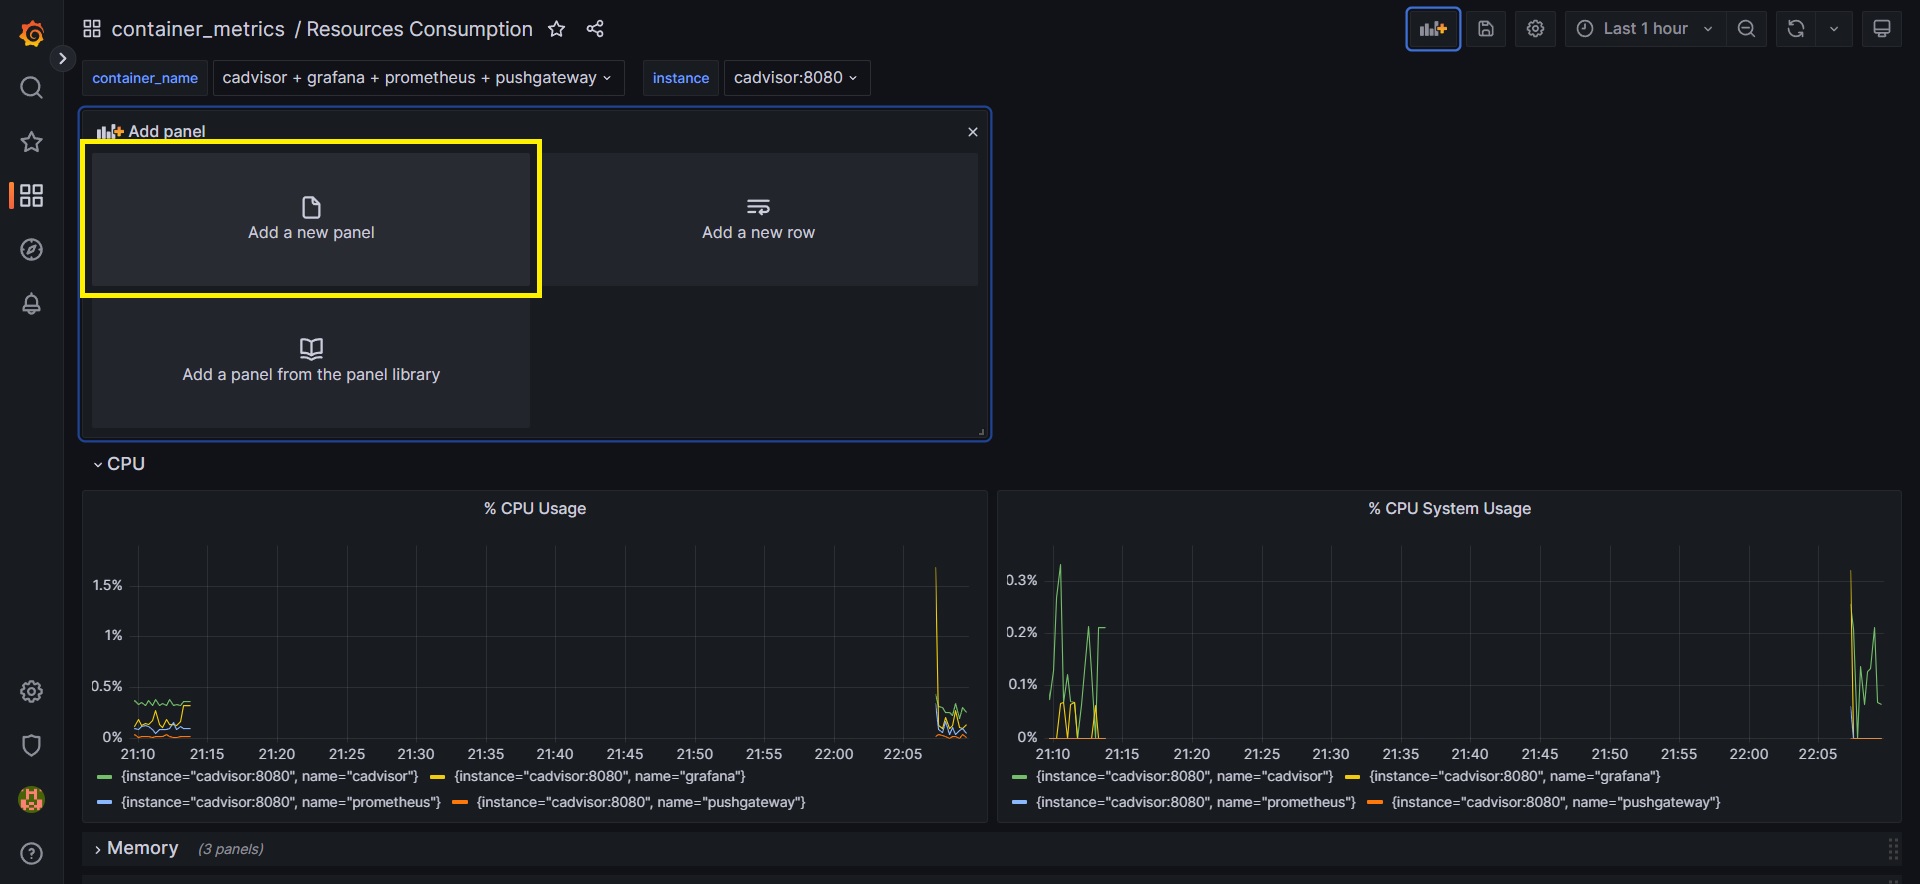 container_metrics / Resources Consumption
Last 1 hour
container_name cadvisor + grafana + prometheus + pushgateway instance cadvisor:8080
Add panel
Add a new panel
Add a new row
Add a panel from the panel library
CPU
% CPU Usage
1.5%
1%
0.5%
0%
21:10 21:15 21:20 21:25 21:30 21:35 21:40 21:45 21:50 21:55 22:00 22:05
{instance="cadvisor:8080", name="cadvisor"} {instance="cadvisor:8080", name="grafana"}
{instance="cadvisor:8080", name="prometheus"} {instance="cadvisor:8080", name="pushgateway"}
% CPU System Usage
0.3%
0.2%
0.1%
0%
21:10 21:15 21:20 21:25 21:30 21:35 21:40 21:45 21:50 21:55 22:00 22:05
{instance="cadvisor:8080", name="cadvisor"} {instance="cadvisor:8080", name="grafana"}
{instance="cadvisor:8080", name="prometheus"} {instance="cadvisor:8080", name="pushgateway"}
Memory (3 panels)